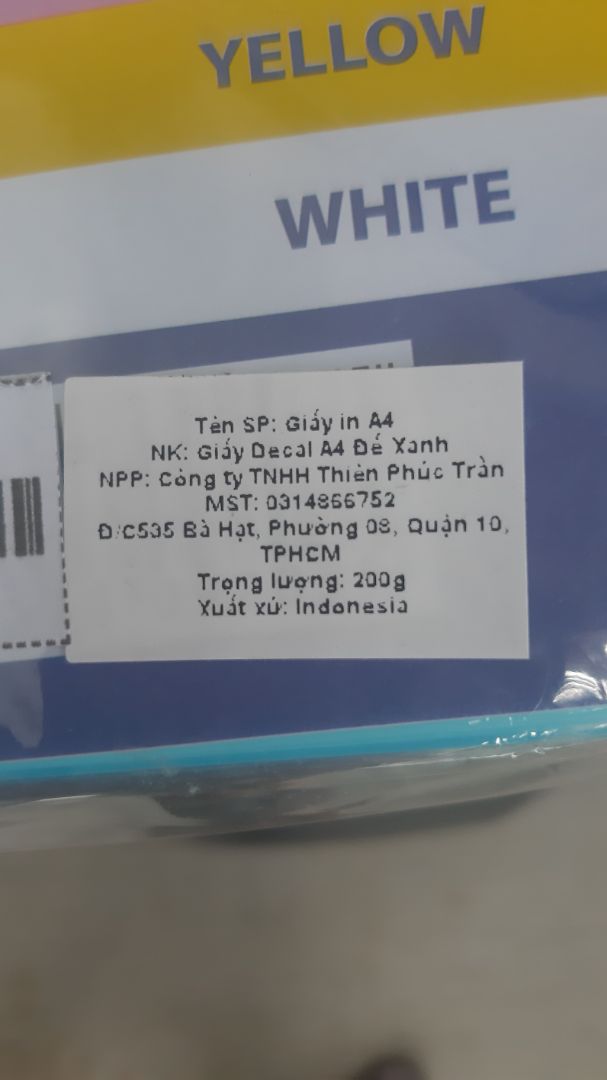 YELLOW
WHITE
Tên SP: Giấy in A4
NK: Giấy Decal A4 Đế Xanh
NPP: Công ty TNHH Thiên Phúc Trần
MST: 0314866752
Đ/C535 Bà Hạt, Phường 08, Quận 10,
TPHCM
Trọng lượng: 200g
Xuất xứ: Indonesia